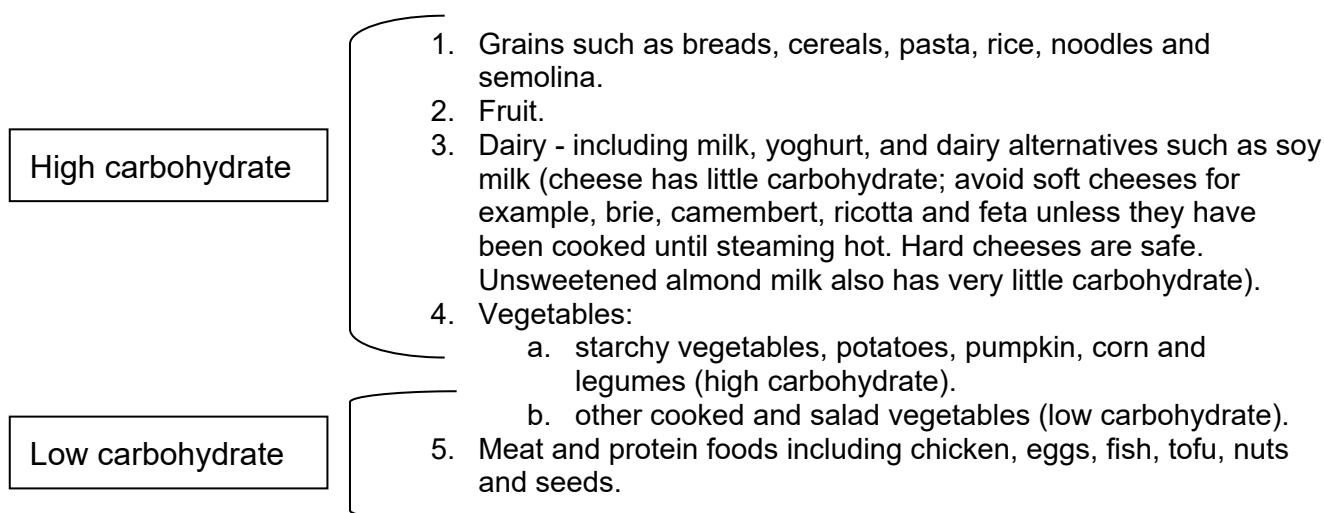 High carbohydrate
1. Grains such as breads, cereals, pasta, rice, noodles and
semolina.
2. Fruit.
3. Dairy - including milk, yoghurt, and dairy alternatives such as soy
milk (cheese has little carbohydrate; avoid soft cheeses for
example, brie, camembert, ricotta and feta unless they have
been cooked until steaming hot. Hard cheeses are safe.
Unsweetened almond milk also has very little carbohydrate).
4. Vegetables:
a. starchy vegetables, potatoes, pumpkin, corn and
legumes (high carbohydrate).
Low carbohydrate
b. other cooked and salad vegetables (low carbohydrate).
5. Meat and protein foods including chicken, eggs, fish, tofu, nuts
and seeds.